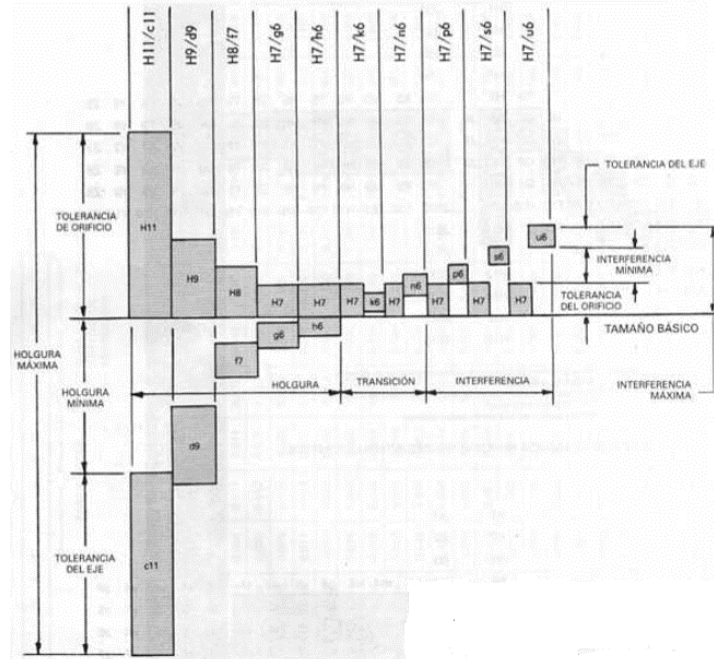 H11/c11
H9/d9
H8/f7
H7/g6
H7/h6
H7/k6
H7/n6
H7/p6
H7/s6
H7/u6
TOLERANCIA DEL EJE
TOLERANCIA
DE ORIFICIO
H11
H9
H8
H7
H7
H7
k6
H7
n6
H7
p6
H7
s6
H7
u6
INTERFERENCIA
MÍNIMA
TOLERANCIA
DEL ORIFICIO
TAMAÑO BÁSICO
g6
h6
f7
HOLGURA
MÁXIMA
HOLGURA
MÍNIMA
HOLGURA
TRANSICIÓN
INTERFERENCIA
INTERFERENCIA
MÁXIMA
d9
c11
TOLERANCIA
DEL EJE